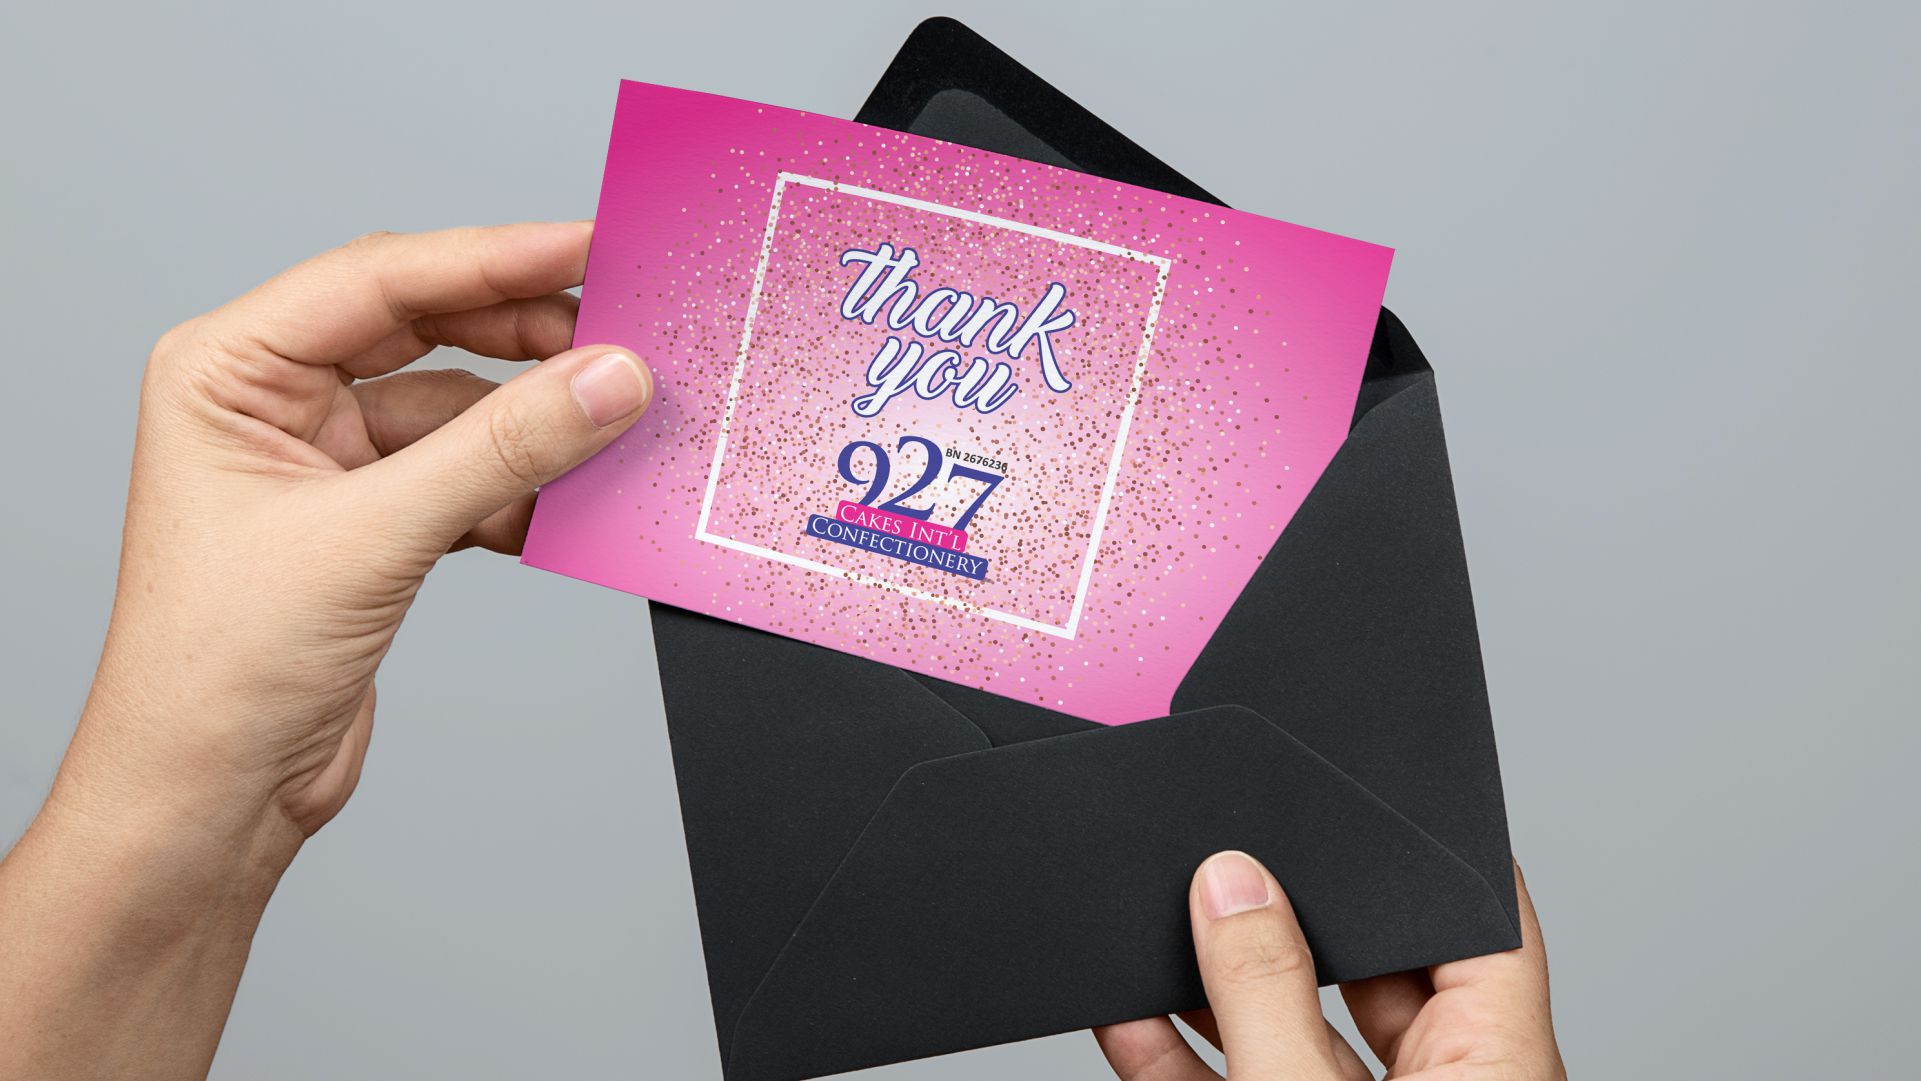 thank
you
927
BN 2676236
CAKES INT'L
CONFECTIONERY